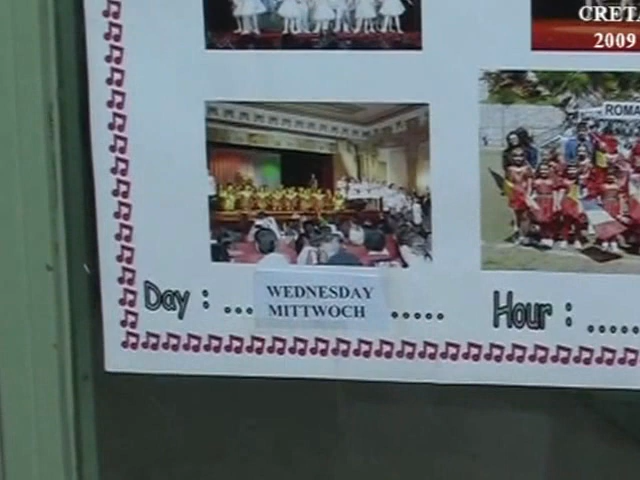 CRETA
2009
ROMA
Day : ... WEDNESDAY .....
MITTWOCH
Hour : ......